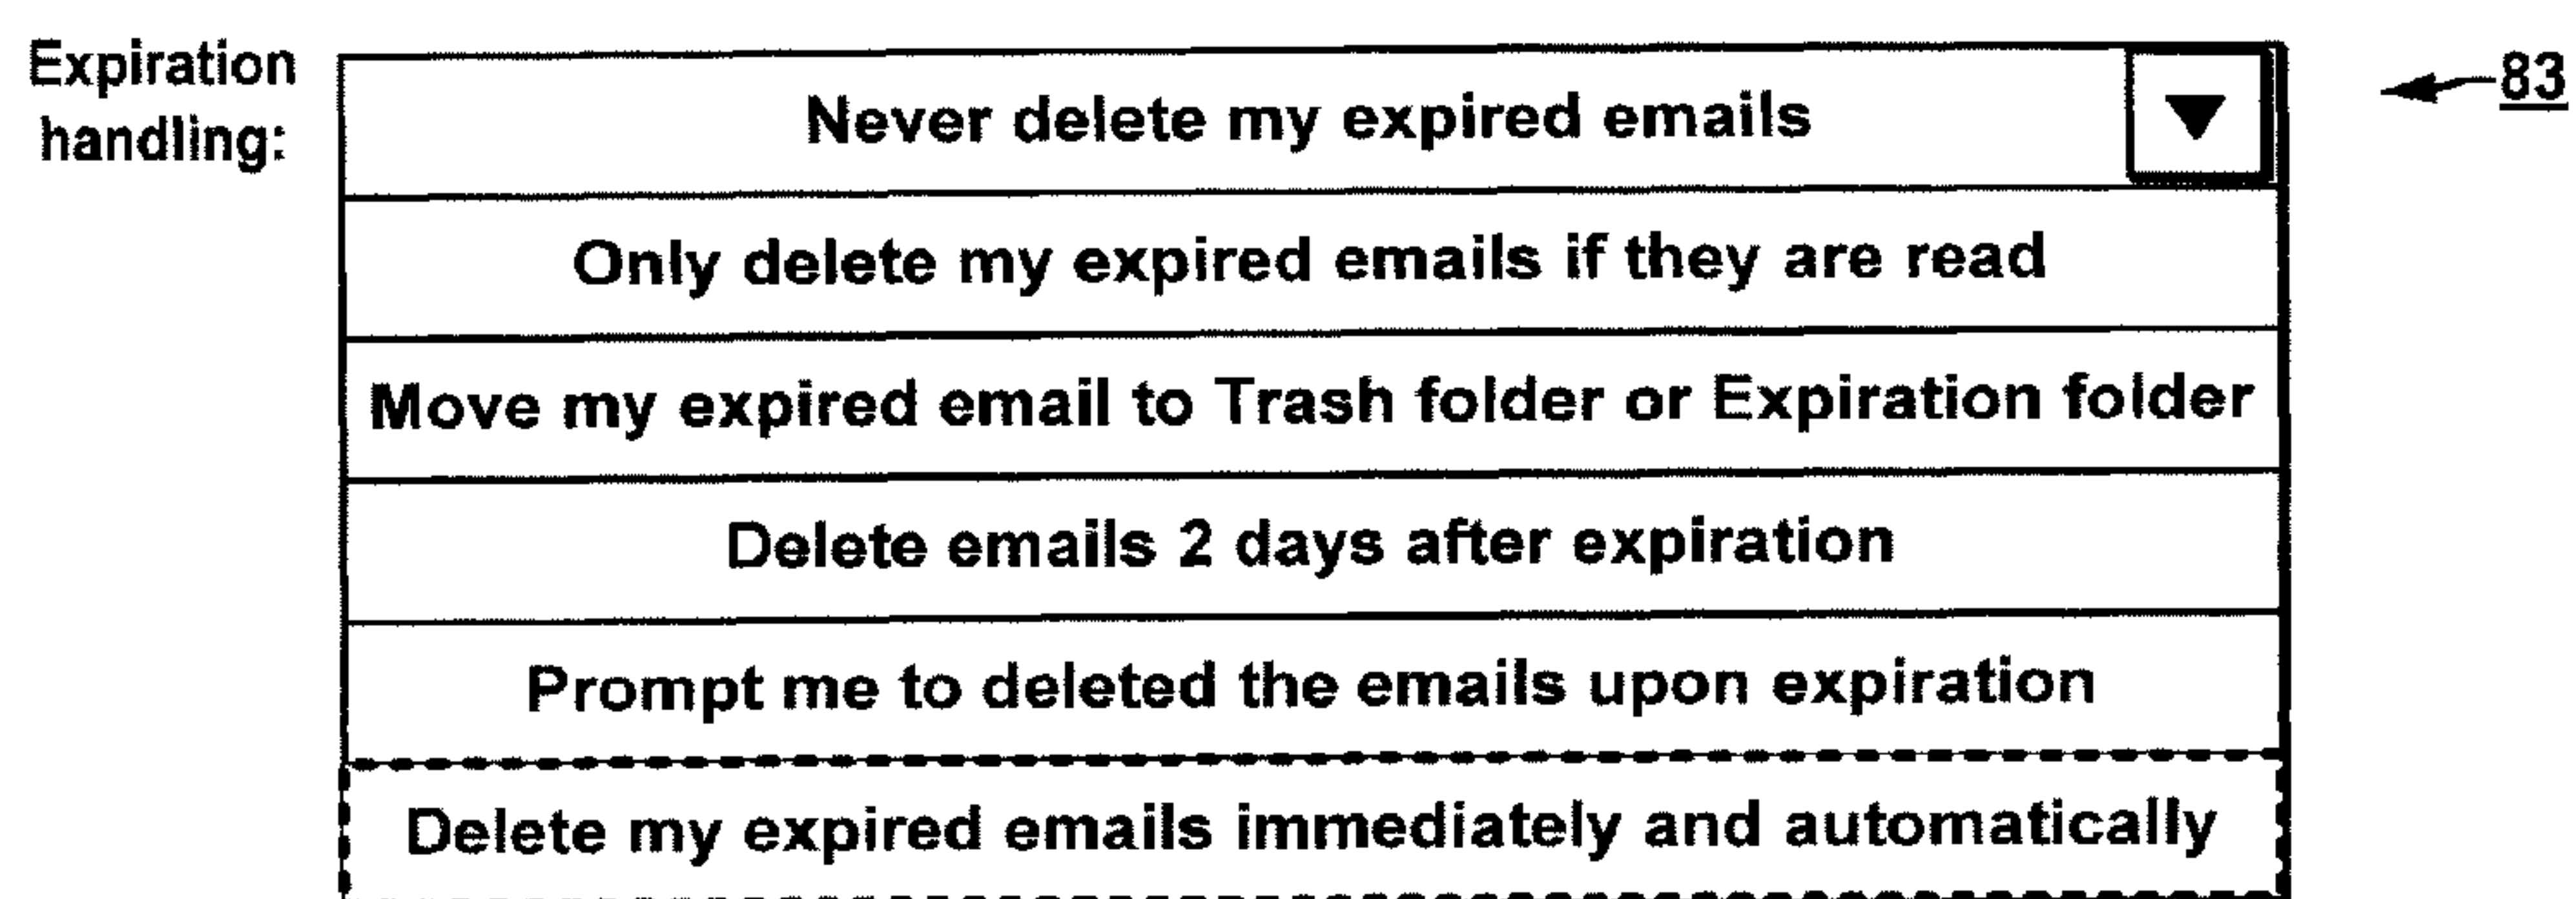 Expiration
handling:
Never delete my expired emails
83
Only delete my expired emails if they are read
Move my expired email to Trash folder or Expiration folder
Delete emails 2 days after expiration
Prompt me to deleted the emails upon expiration
Delete my expired emails immediately and automatically